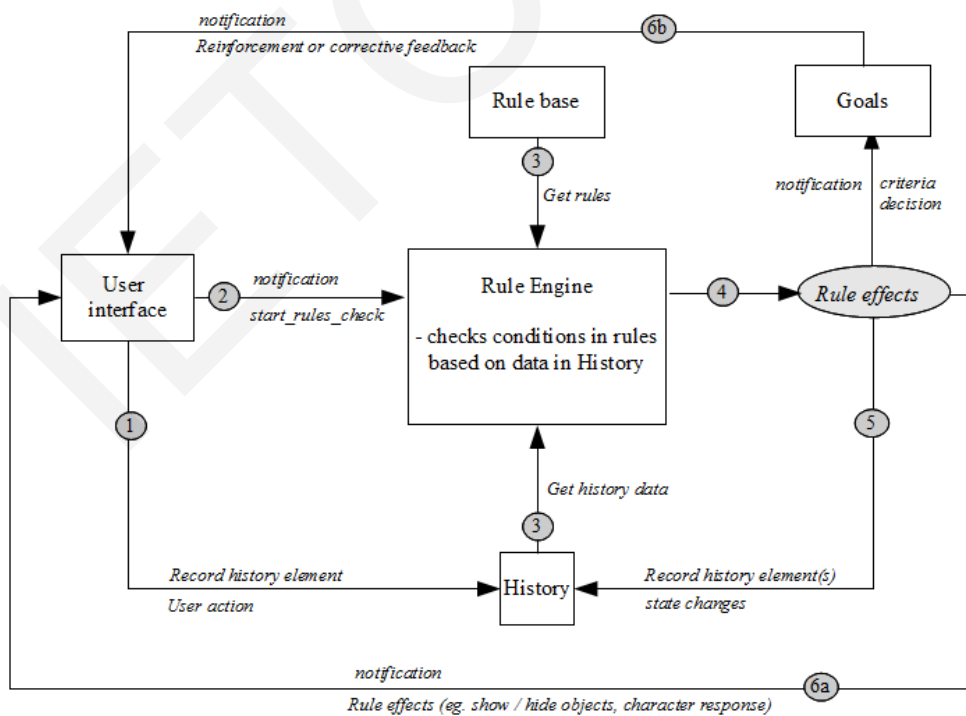 notification
6b
Reinforcement or corrective feedback
Rule base
Goals
3
notification
criteria
decision
Get rules
User
interface
2
notification
start_rules_check
Rule Engine
- checks conditions in rules
based on data in History
4
Rule effects
1
5
Get history data
3
Record history element
User action
History
Record history element(s)
state changes
notification
6a
Rule effects (eg. show / hide objects, character response)